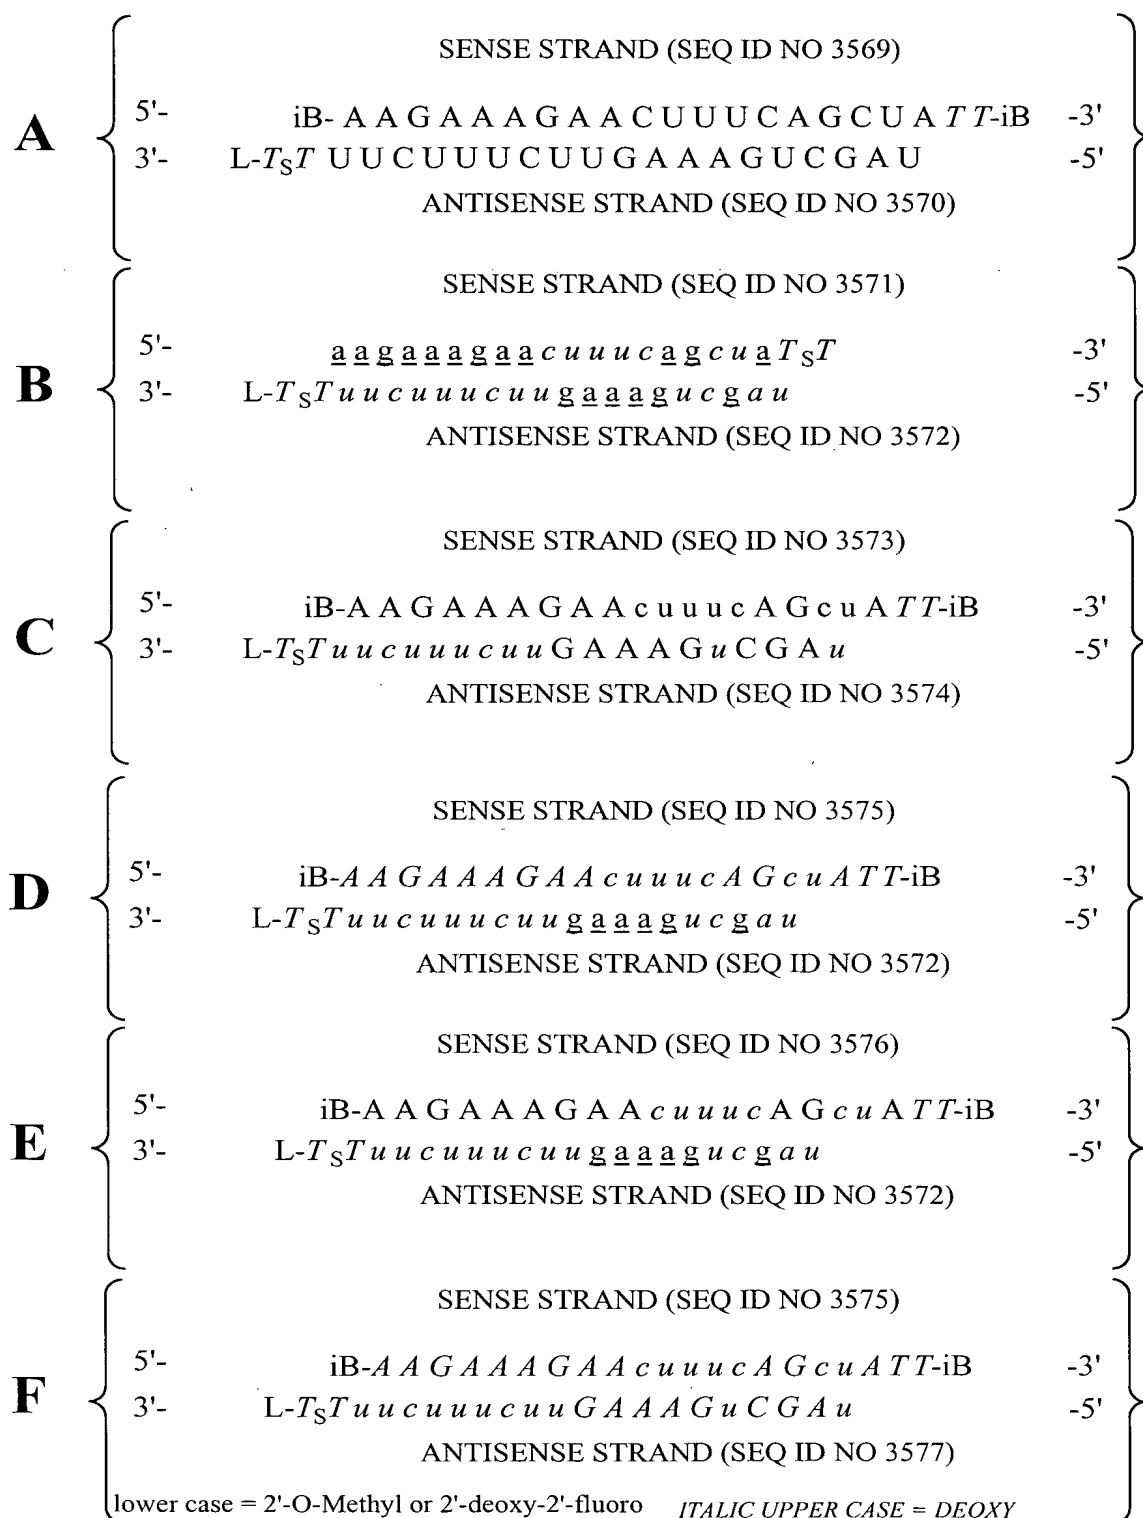 SENSE STRAND (SEQ ID NO 3569)
A
5'- iB- A A G A A A G A A C U U U C A G C U A T T-iB -3'
3'- L-TST U U C U U U C U U G A A A G U C G A U -5'
ANTISENSE STRAND (SEQ ID NO 3570)
SENSE STRAND (SEQ ID NO 3571)
B
5'- a a g a a a g a a c u u u c a g c u a TST -3'
3'- L-TST u u c u u u c u u g a a a g u c g a u -5'
ANTISENSE STRAND (SEQ ID NO 3572)
SENSE STRAND (SEQ ID NO 3573)
C
5'- iB-A A G A A A G A A c u u u c A G c u A T T-iB -3'
3'- L-TST u u c u u u c u u G A A A G u C G A u -5'
ANTISENSE STRAND (SEQ ID NO 3574)
SENSE STRAND (SEQ ID NO 3575)
D
5'- iB-A A G A A A G A A c u u u c A G c u A T T-iB -3'
3'- L-TST u u c u u u c u u g a a a g u c g a u -5'
ANTISENSE STRAND (SEQ ID NO 3572)
SENSE STRAND (SEQ ID NO 3576)
E
5'- iB-A A G A A A G A A c u u u c A G c u A T T-iB -3'
3'- L-TST u u c u u u c u u g a a a g u c g a u -5'
ANTISENSE STRAND (SEQ ID NO 3572)
SENSE STRAND (SEQ ID NO 3575)
F
5'- iB-A A G A A A G A A c u u u c A G c u A T T-iB -3'
3'- L-TST u u c u u u c u u G A A A G u C G A u -5'
ANTISENSE STRAND (SEQ ID NO 3577)
lower case = 2'-O-Methyl or 2'-deoxy-2'-fluoro ITALIC UPPER CASE = DEOXY